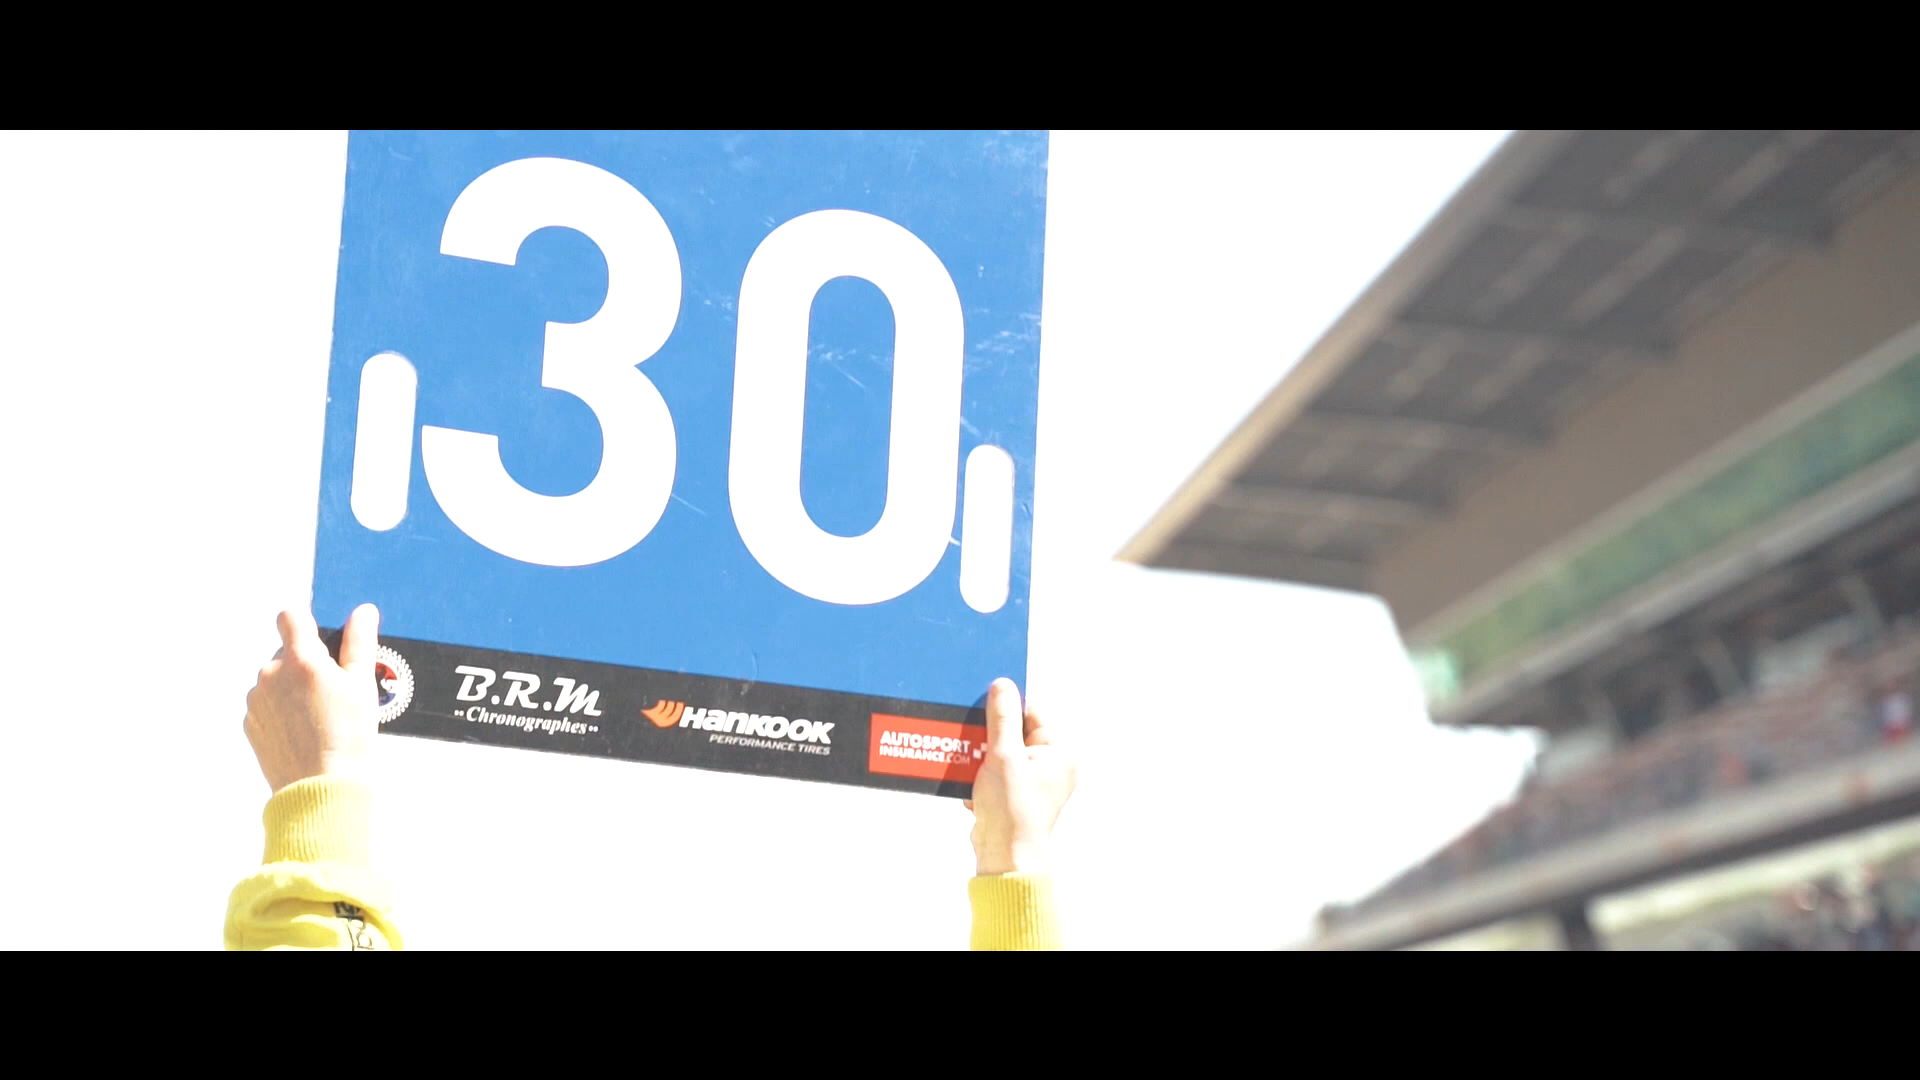 30
B.R.M
Chronographes
HANKOOK
PERFORMANCE TIRES
AUTOSPORT
INSURANCE.COM